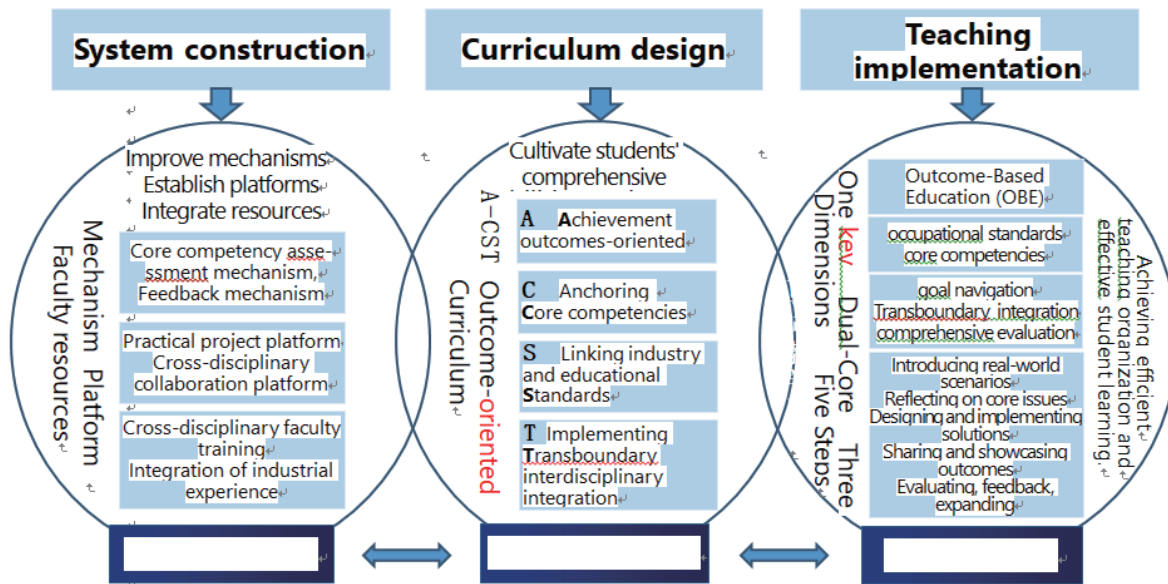 System construction
Improve mechanisms
Establish platforms
Integrate resources
Mechanism Platform
Faculty resources
Core competency asse-
ssment mechanism,
Feedback mechanism
Practical project platform
Cross-disciplinary
collaboration platform
Cross-disciplinary faculty
training
Integration of industrial
experience
Curriculum design
Cultivate students'
comprehensive
A-CST Outcome-oriented
Curriculum
A Achievement
outcomes-oriented
C Anchoring
Core competencies
S Linking industry
and educational
Standards
T Implementing
Transboundary
interdisciplinary
integration
Teaching
implementation
One key Dual-Core Three
Dimensions Five Steps
Outcome-Based
Education (OBE)
occupational standards
core competencies
goal navigation
Transboundary integration
comprehensive evaluation
Introducing real-world
scenarios
Reflecting on core issues
Designing and implementing
solutions
Sharing and showcasing
outcomes
Evaluating, feedback,
expanding
Achieving efficient
teaching organization and
effective student learning.